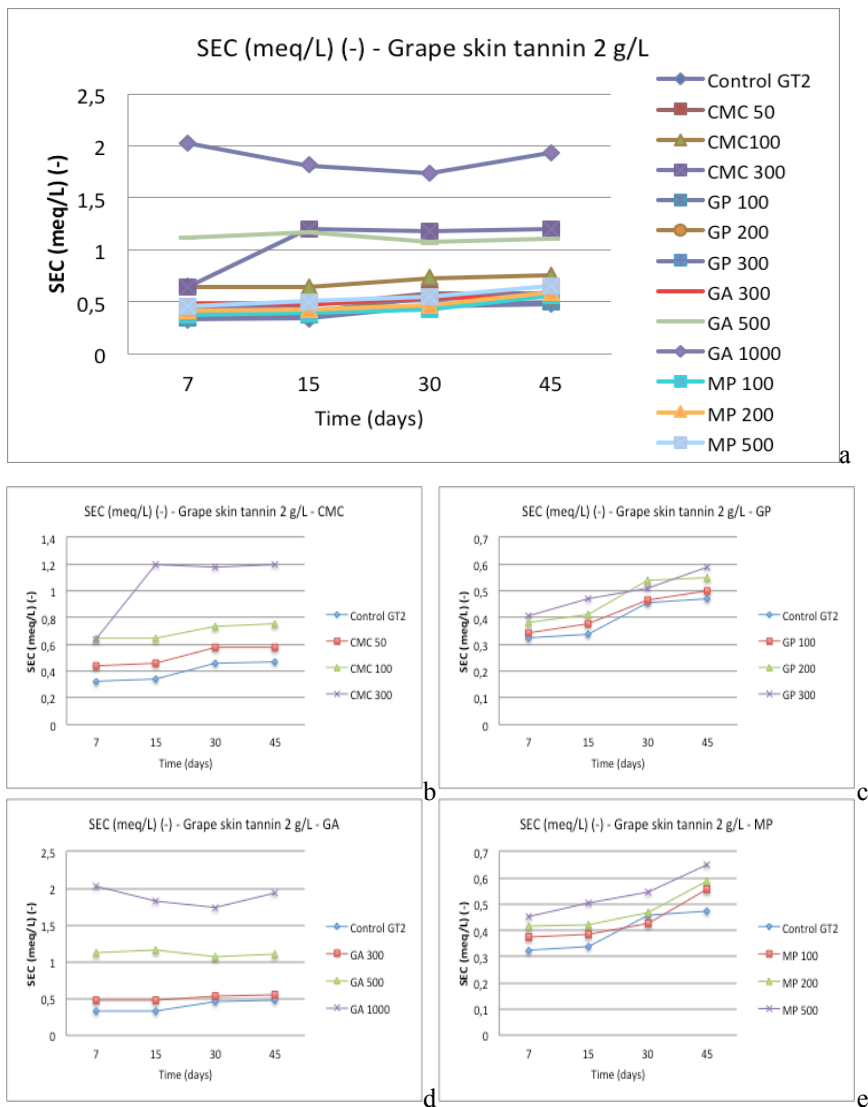 SEC (meq/L) (-) - Grape skin tannin 2 g/L
SEC (meq/L) (-)
2,5
2
1,5
1
0,5
0
7 15 30 45
Time (days)
Control GT2
CMC 50
CMC100
CMC 300
GP 100
GP 200
GP 300
GA 300
GA 500
GA 1000
MP 100
MP 200
MP 500
a
SEC (meq/L) (-) - Grape skin tannin 2 g/L - CMC
SEC (meq/L) (-)
1,4
1,2
1
0,8
0,6
0,4
0,2
0
7 15 30 45
Time (days)
Control GT2
CMC 50
CMC 100
CMC 300
b
SEC (meq/L) (-) - Grape skin tannin 2 g/L - GP
SEC (meq/L) (-)
0,7
0,6
0,5
0,4
0,3
0,2
0,1
0
7 15 30 45
Time (days)
Control GT2
GP 100
GP 200
GP 300
c
SEC (meq/L) (-) - Grape skin tannin 2 g/L - GA
SEC (meq/L) (-)
2,5
2
1,5
1
0,5
0
7 15 30 45
Time (days)
Control GT2
GA 300
GA 500
GA 1000
d
SEC (meq/L) (-) - Grape skin tannin 2 g/L - MP
SEC (meq/L) (-)
0,7
0,6
0,5
0,4
0,3
0,2
0,1
0
7 15 30 45
Time (days)
Control GT2
MP 100
MP 200
MP 500
e